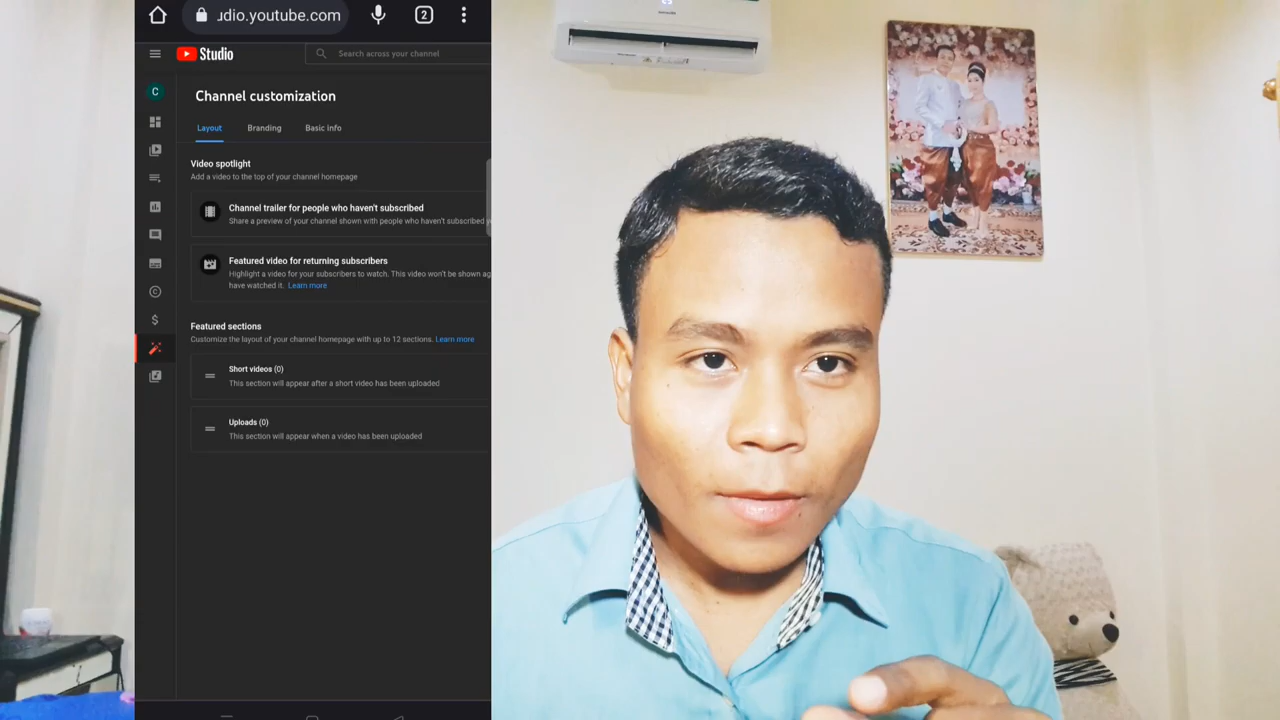 udio.youtube.com
2
Studio
Search across your channel
C
Channel customization
Layout
Branding
Basic info
Video spotlight
Add a video to the top of your channel homepage
Channel trailer for people who haven't subscribed
Share a preview of your channel shown with people who haven't subscribed
Featured video for returning subscribers
Highlight a video for your subscribers to watch. This video won't be shown ag
have watched it. Learn more
Featured sections
Customize the layout of your channel homepage with up to 12 sections. Learn more
Short videos (0)
This section will appear after a short video has been uploaded
Uploads (0)
This section will appear when a video has been uploaded